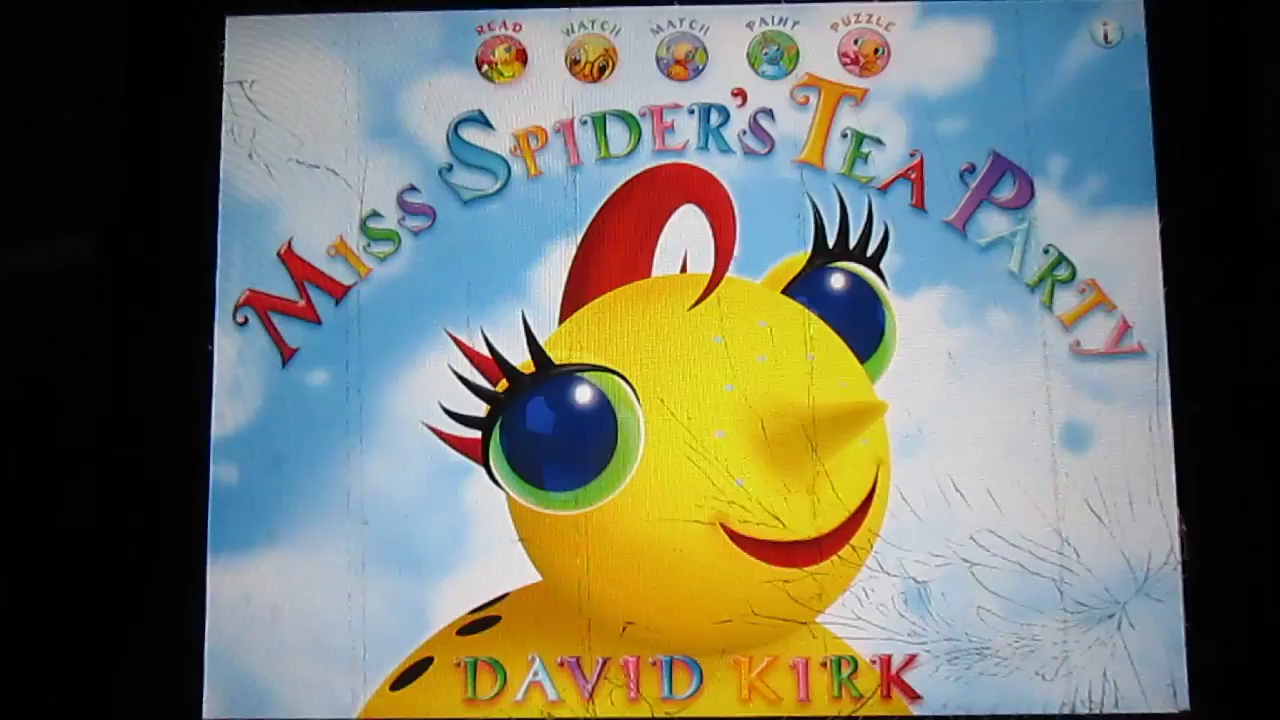 READ WATCH MATCH PAINT PUZZLE
i
MISS SPIDER'S TEA PARTY
DAVID KIRK